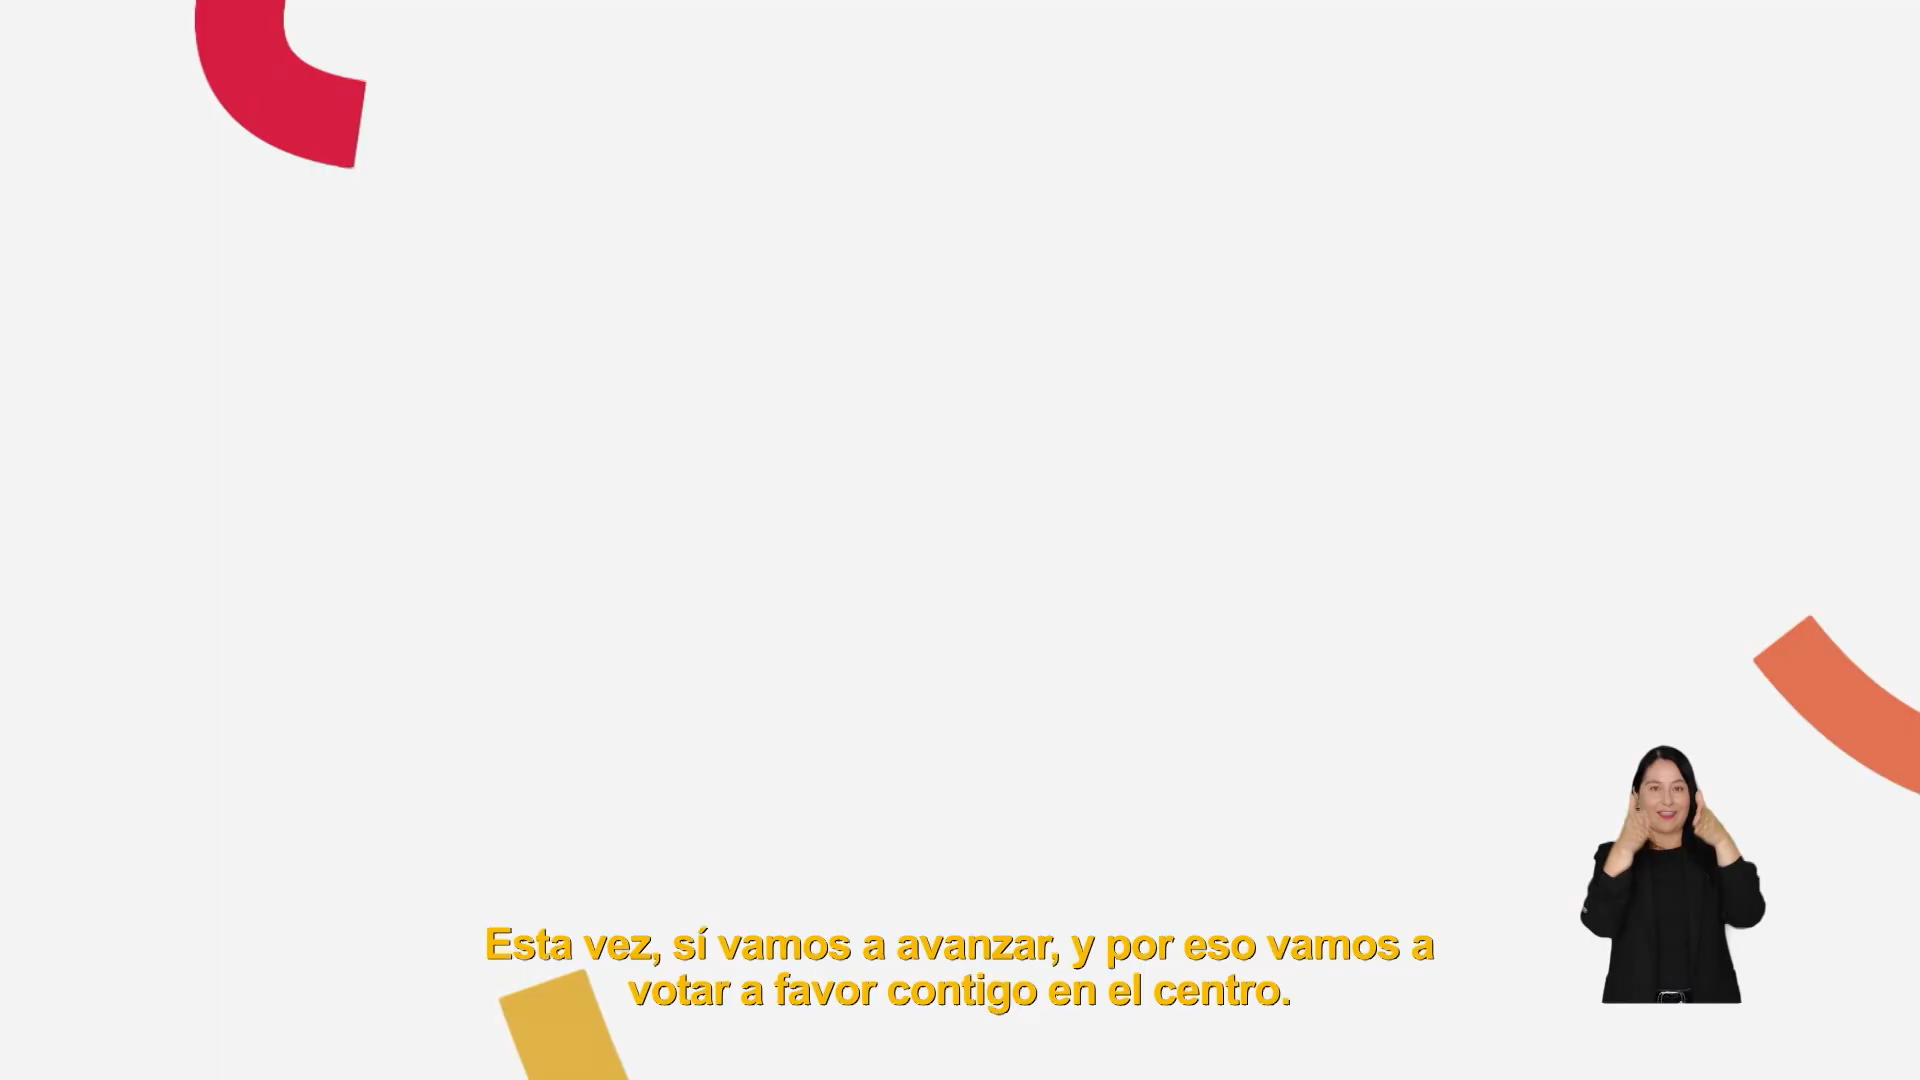 Esta vez, sí vamos a avanzar, y por eso vamos a
votar a favor contigo en el centro.